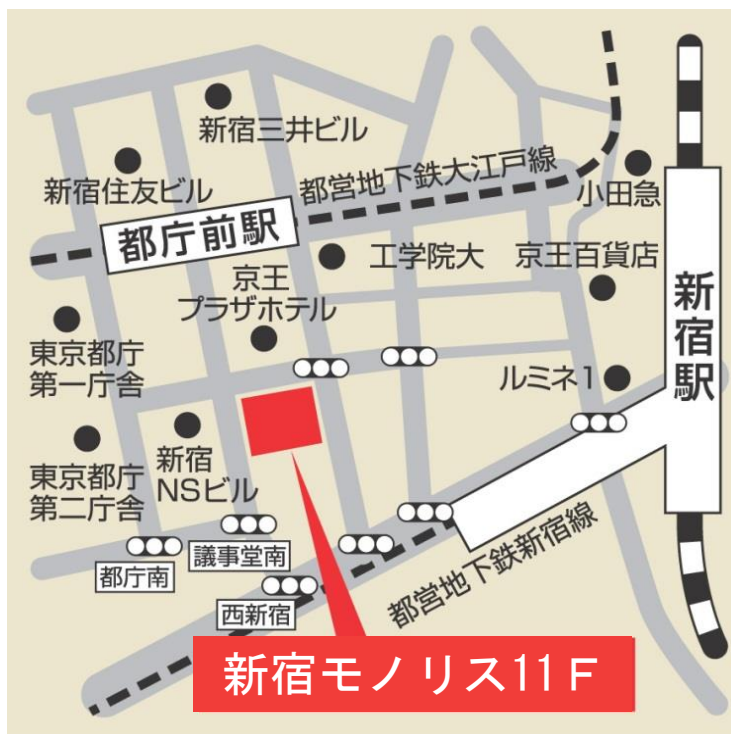 新宿三井ビル
新宿住友ビル
都営地下鉄大江戸線
小田急
都庁前駅
工学院大
京王百貨店
京王
プラザホテル
新宿駅
東京都庁
第一庁舎
ルミネ1
東京都庁
第二庁舎
新宿
NSビル
議事堂南
都庁南
西新宿
都営地下鉄新宿線
新宿モノリス11F